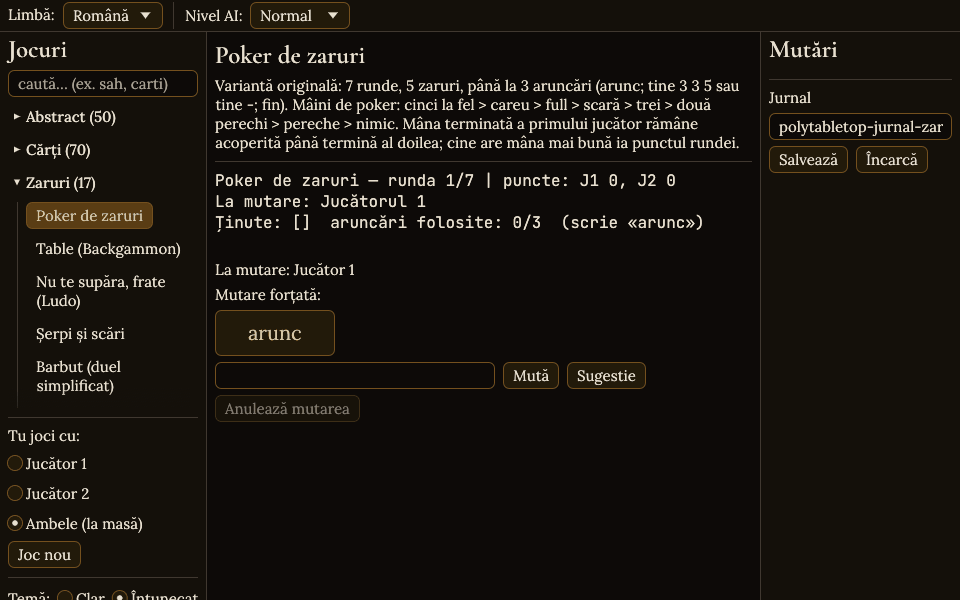 Limbă:
Română
Nivel AI:
Normal
Jocuri
caută... (ex. sah, carti)
Abstract (50)
Cărți (70)
Zaruri (17)
Poker de zaruri
Table (Backgammon)
Nu te supăra, frate
(Ludo)
Șerpi și scări
Barbut (duel
simplificat)
Tu joci cu:
Jucător 1
Jucător 2
Ambele (la masă)
Joc nou
Temă:
Clar
Întunecat
Poker de zaruri
Variantă originală: 7 runde, 5 zaruri, până la 3 aruncări (arunc; tine 3 3 5 sau
tine -; fin). Mâini de poker: cinci la fel > careu > full > scară > trei > două
perechi > pereche > nimic. Mâna terminată a primului jucător rămâne
acoperită până termină al doilea; cine are mâna mai bună ia punctul rundei.
Poker de zaruri — runda 1/7 | puncte: J1 0, J2 0
La mutare: Jucătorul 1
Ținute: [] aruncări folosite: 0/3 (scrie «arunc»)
La mutare: Jucător 1
Mutare forțată:
arunc
Mută
Sugestie
Anulează mutarea
Mutări
Jurnal
polytabletop-jurnal-zar
Salvează
Încarcă